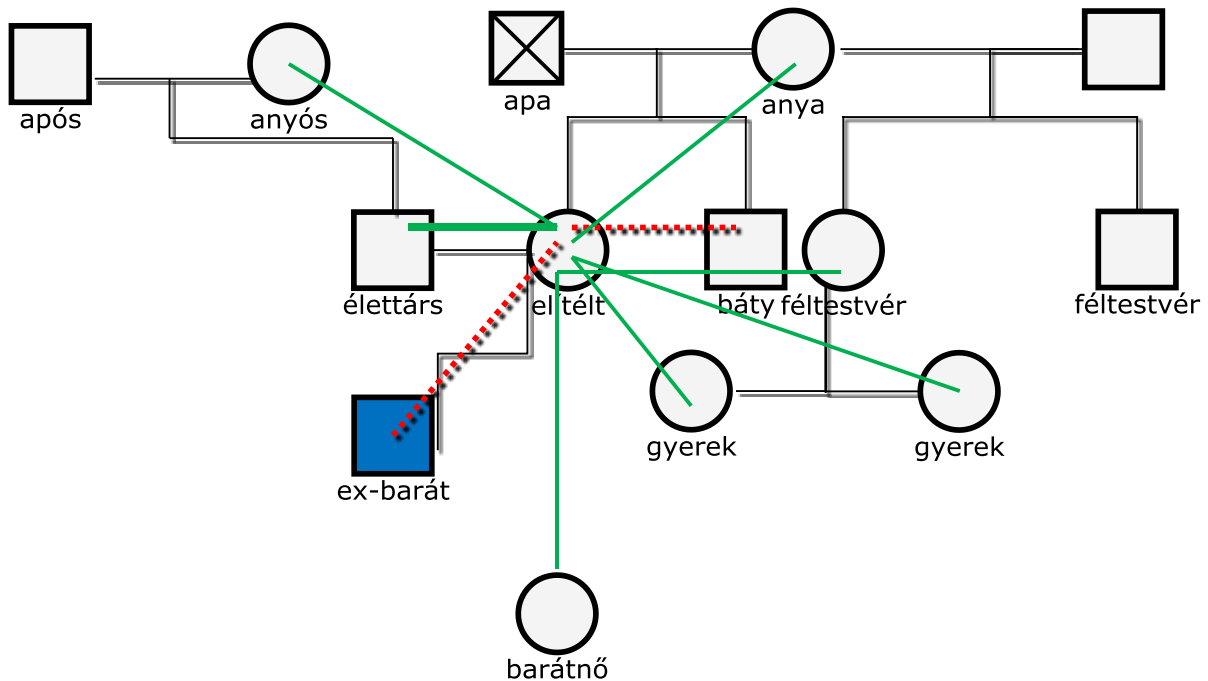 após
anyós
apa
anya
élettárs
elítélt
báty
féltestvér
féltestvér
gyerek
gyerek
ex-barát
barátnő